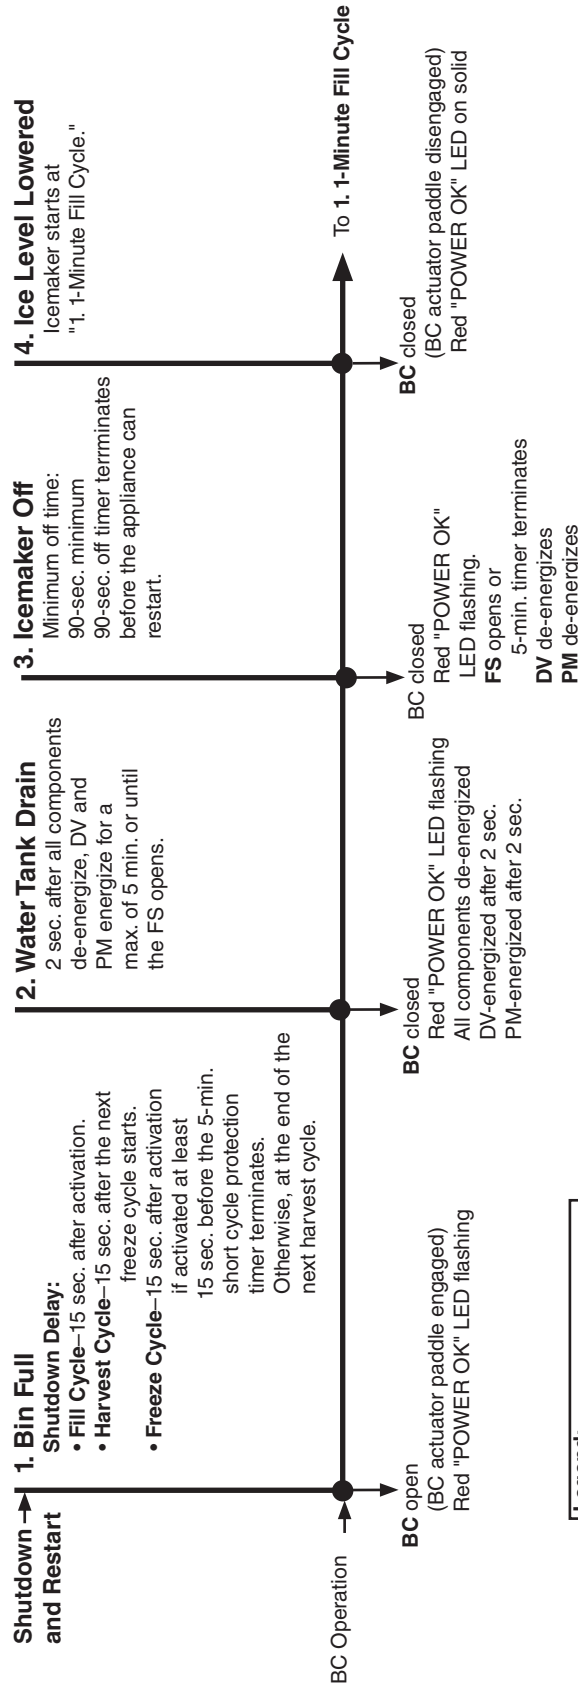 Shutdown
and Restart
1. Bin Full
Shutdown Delay:
• Fill Cycle–15 sec. after activation.
• Harvest Cycle–15 sec. after the next
freeze cycle starts.
• Freeze Cycle–15 sec. after activation
if activated at least
15 sec. before the 5-min.
short cycle protection
timer terminates.
Otherwise, at the end of the
next harvest cycle.
2. Water Tank Drain
2 sec. after all components
de-energize, DV and
PM energize for a
max. of 5 min. or until
the FS opens.
3. Icemaker Off
Minimum off time:
90-sec. minimum
90-sec. off timer terrminates
before the appliance can
restart.
4. Ice Level Lowered
Icemaker starts at
"1. 1-Minute Fill Cycle."
BC Operation
To 1. 1-Minute Fill Cycle
BC open
(BC actuator paddle engaged)
Red "POWER OK" LED flashing
BC closed
Red "POWER OK" LED flashing
All components de-energized
DV-energized after 2 sec.
PM-energized after 2 sec.
BC closed
Red "POWER OK"
LED flashing.
FS opens or
5-min. timer terminates
DV de-energizes
PM de-energizes
BC closed
(BC actuator paddle disengaged)
Red "POWER OK" LED on solid